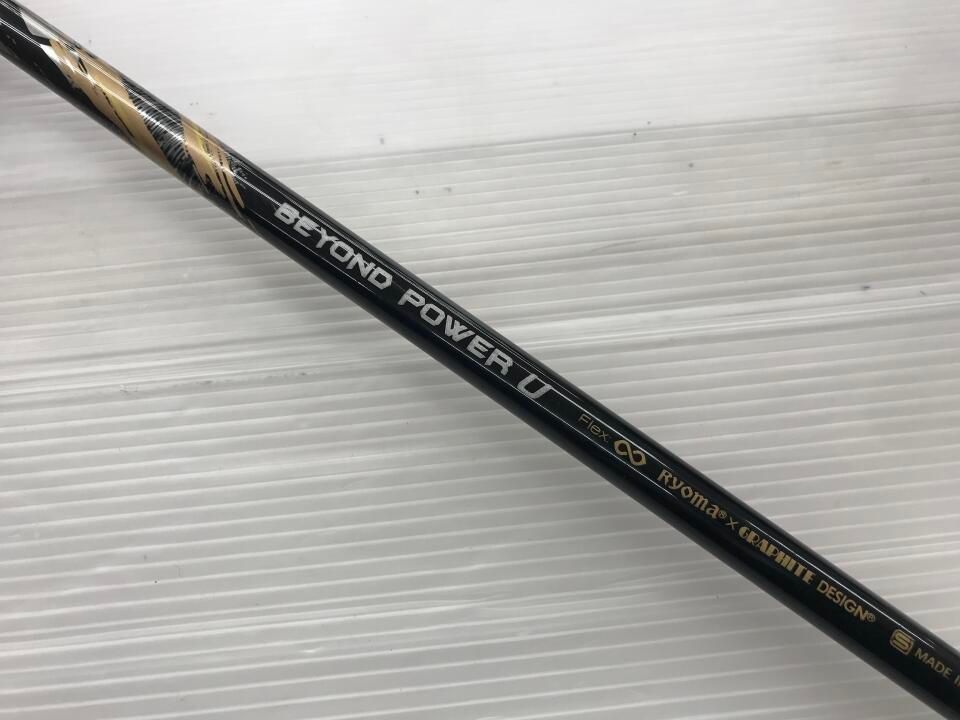 BEYOND POWER U Flex: ∞ Ryoma® × GRAPHITE DESIGN® S MADE